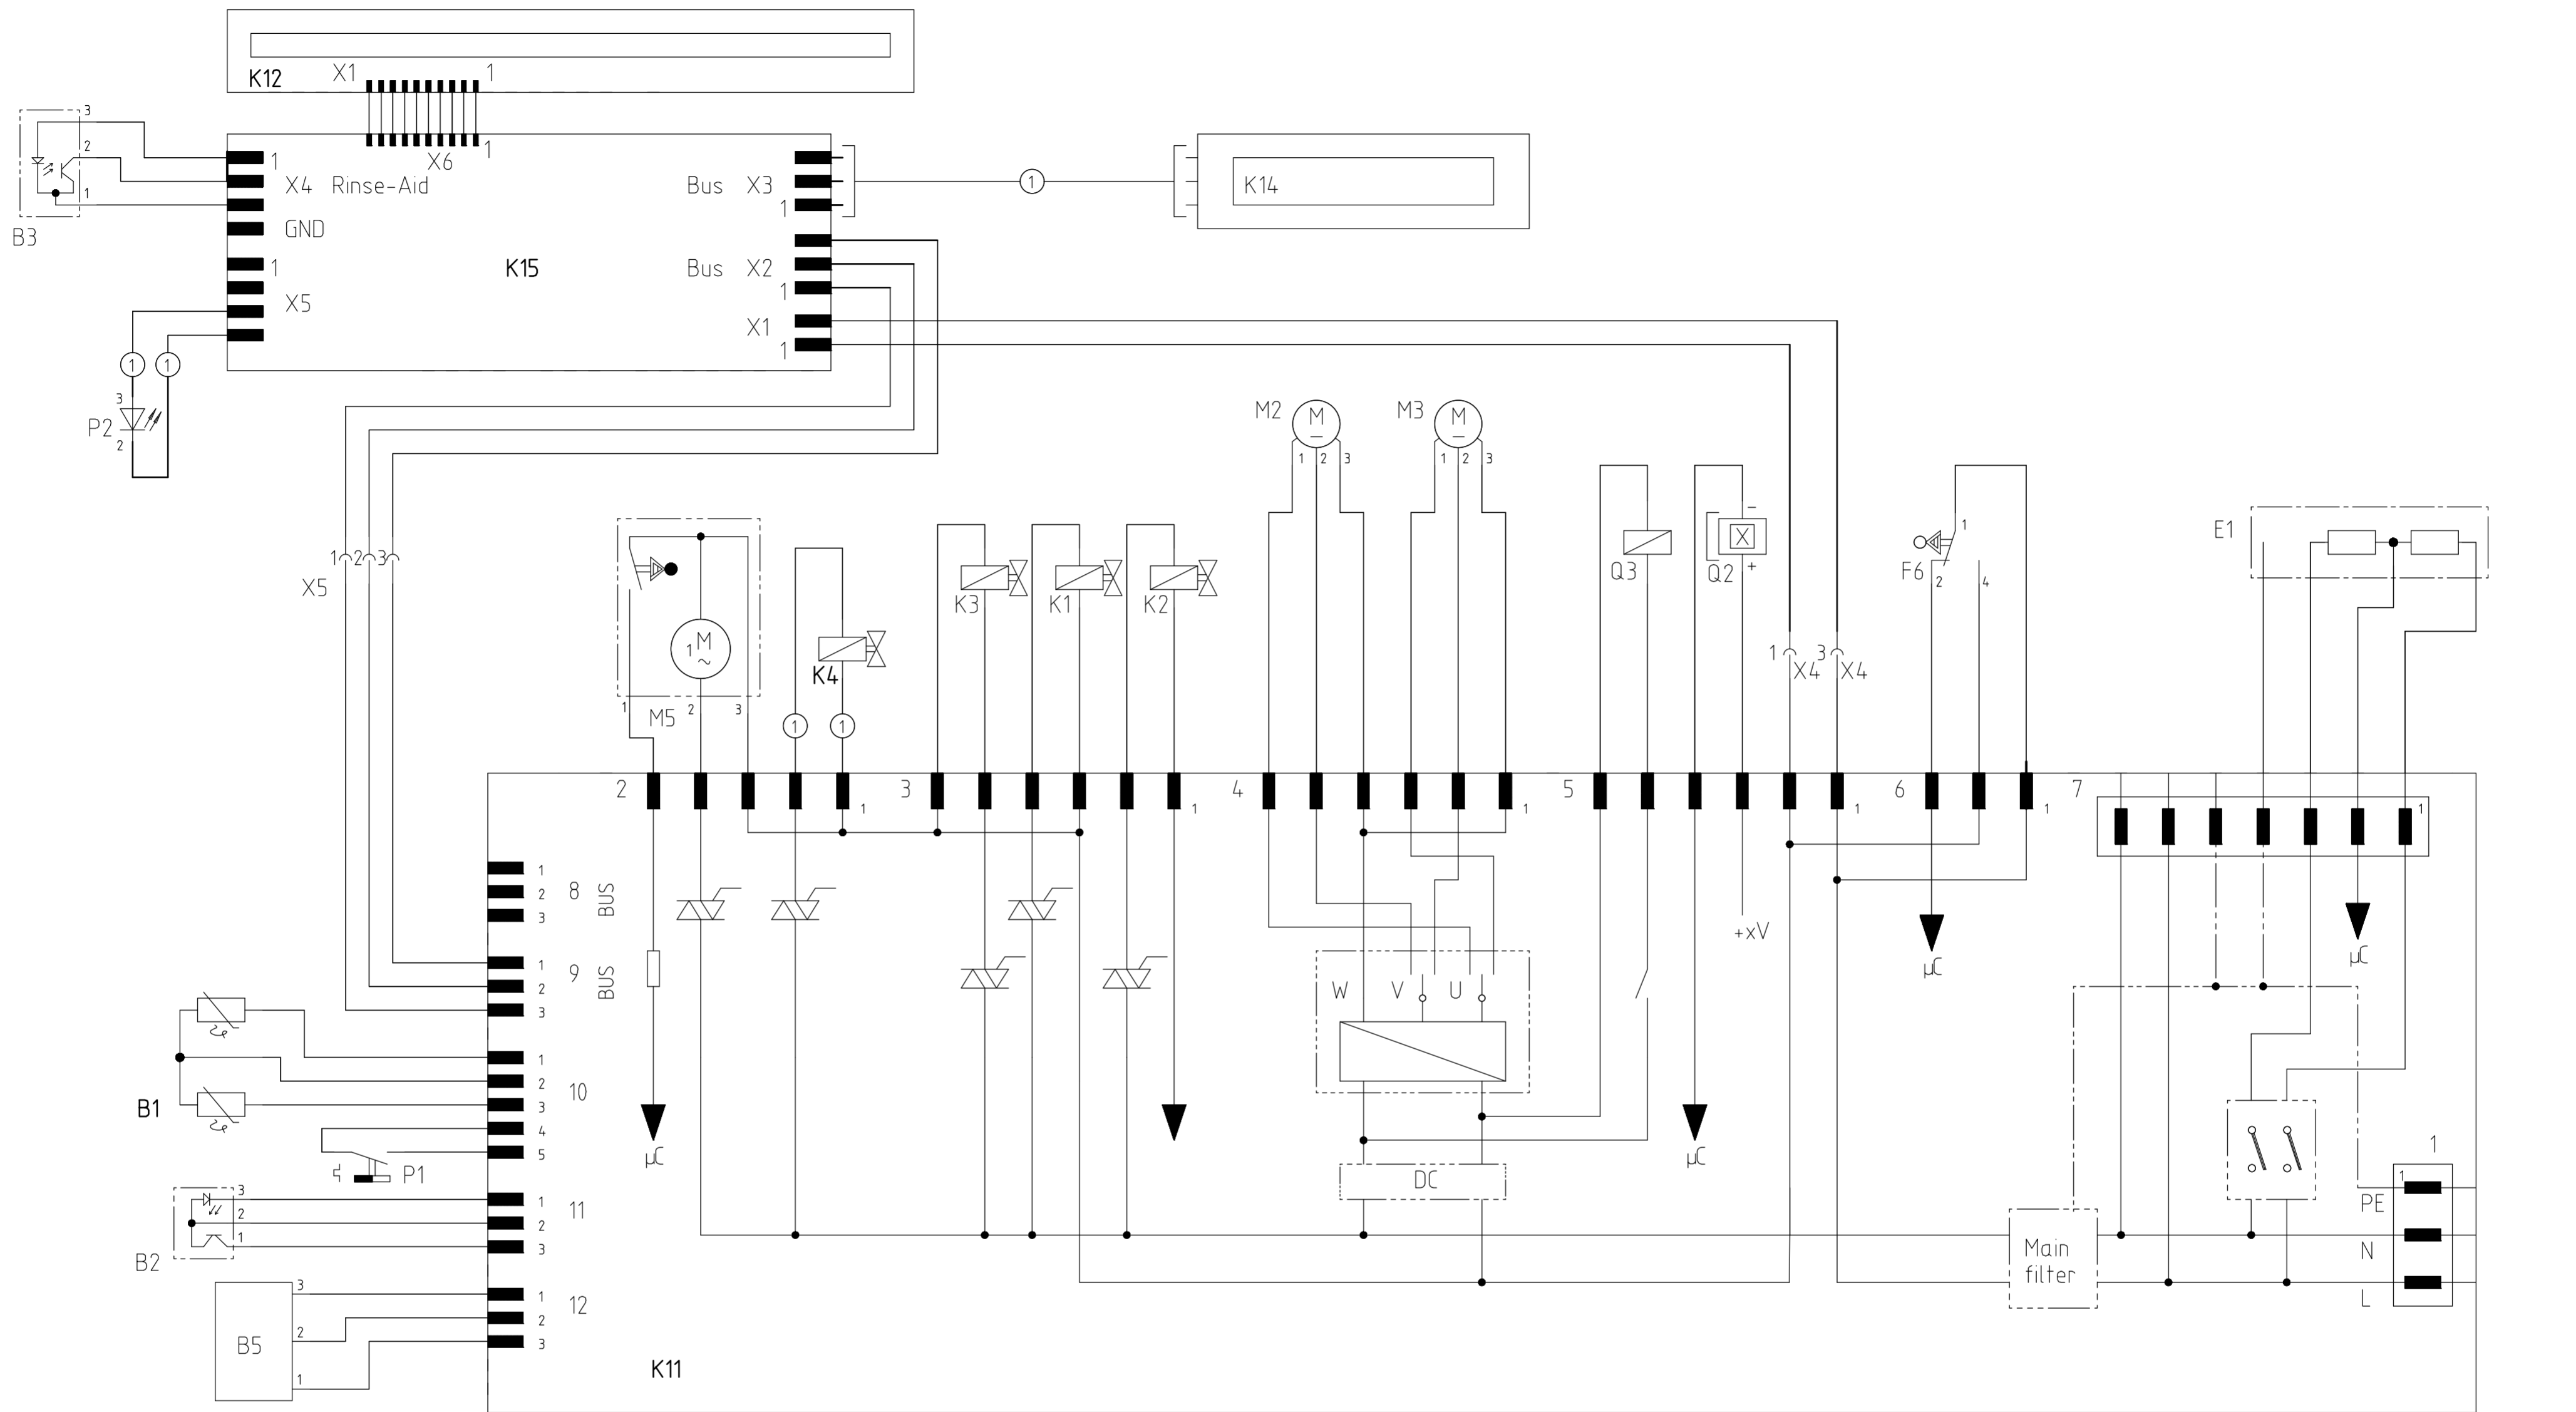 K12 X1 1
3
2
1
B3
X6 1
1
X4 Rinse-Aid
GND
1
X5
K15
Bus X3
1
Bus X2
1
X1
1
1
K14
1 1
3
P2
2
1 2 3
X5
1 M
~
1 M5 2 3
K4
1 1
K3
K1
K2
M2 M
1 2 3
M3 M
1 2 3
Q3
-
X
Q2 +
1 3
X4 X4
1
F6
2 4
E1
2 1
3 1
4 1
5 1
6 1
7 1
1
2 8 BUS
3
1
2 9 BUS
3
1
2
3
4
5
10
B1
P1
3
2
1
B2
1
2
3
11
B5
3
2
1
1
2
3
12
µC
W V U
DC
+xV
µC
µC
µC
Main
filter
1
1
PE
N
L
K11